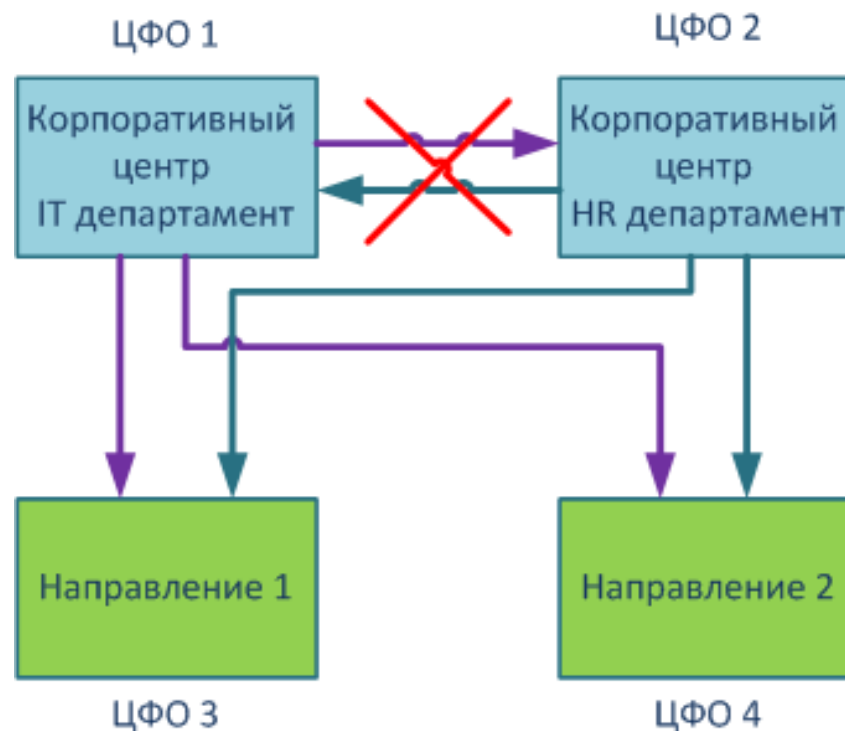 ЦФО 1
ЦФО 2
Корпоративный
центр
IT департамент
Корпоративный
центр
HR департамент
Направление 1
Направление 2
ЦФО 3
ЦФО 4